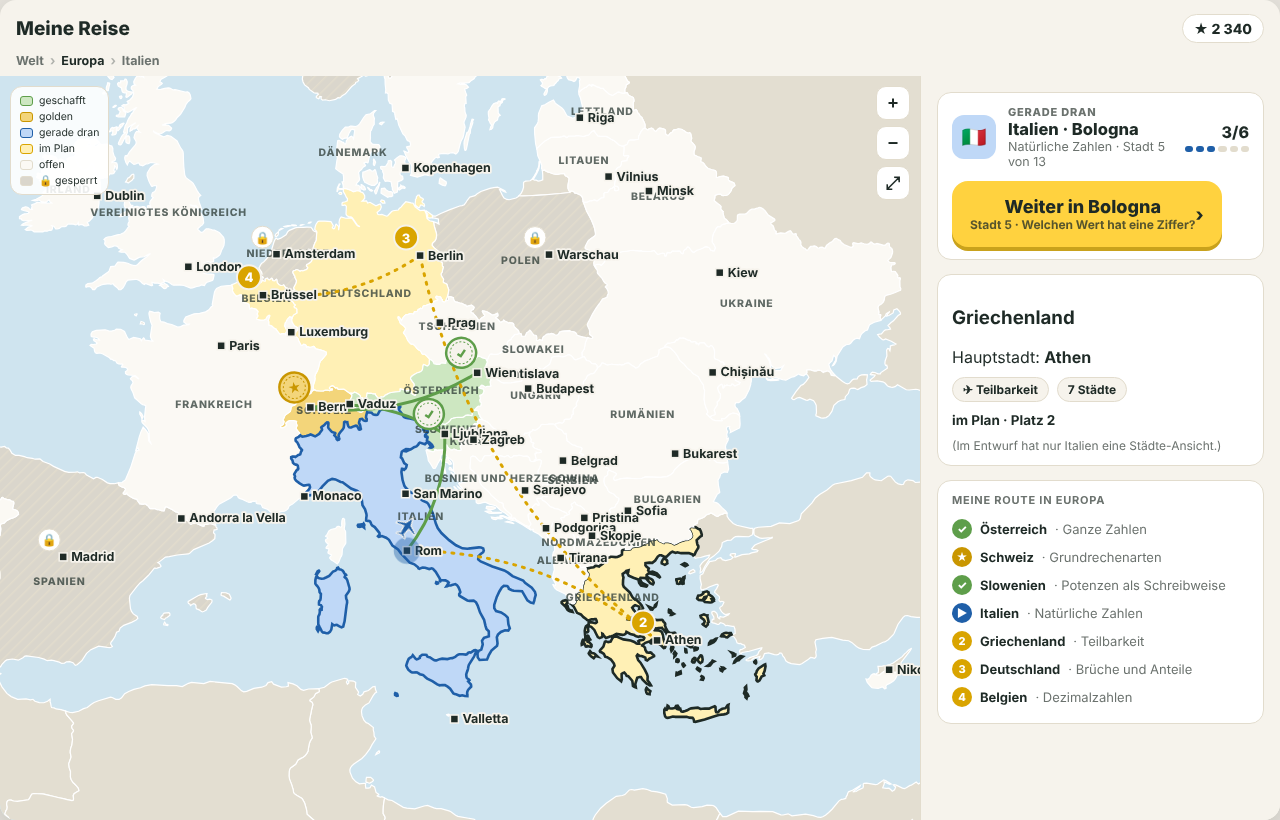 Meine Reise
★ 2 340
Welt › Europa › Italien
geschafft
golden
gerade dran
im Plan
offen
🔒 gesperrt
+
−
LETTLAND
Riga
DÄNEMARK
Kopenhagen
LITAUEN
Vilnius
Minsk
BELARUS
Dublin
VEREINIGTES KÖNIGREICH
3
Amsterdam
Berlin
POLEN
Warschau
London
4
Kiew
Brüssel
DEUTSCHLAND
UKRAINE
Prag
Luxemburg
Paris
SLOWAKEI
Wien
tislava
Chișinău
ÖSTERREICH
Budapest
UNGARN
FRANKREICH
Bern
Vaduz
RUMÄNIEN
Ljubljana
Zagreb
Bukarest
Belgrad
BOSNIEN UND HERZEGOWINA
SERBIEN
Monaco
San Marino
Sarajevo
BULGARIEN
Andorra la Vella
ITALIEN
Pristina
Sofia
Podgorica
Skopje
NORDMAZEDONIEN
Madrid
Rom
Tirana
SPANIEN
GRIECHENLAND
2
Athen
Valletta
GERADE DRAN
Italien · Bologna
Natürliche Zahlen · Stadt 5
von 13
3/6
Weiter in Bologna
Stadt 5 · Welchen Wert hat eine Ziffer?
›
Griechenland
Hauptstadt: Athen
✈ Teilbarkeit
7 Städte
im Plan · Platz 2
(Im Entwurf hat nur Italien eine Städte-Ansicht.)
MEINE ROUTE IN EUROPA
Österreich · Ganze Zahlen
Schweiz · Grundrechenarten
Slowenien · Potenzen als Schreibweise
Italien · Natürliche Zahlen
2 Griechenland · Teilbarkeit
3 Deutschland · Brüche und Anteile
4 Belgien · Dezimalzahlen